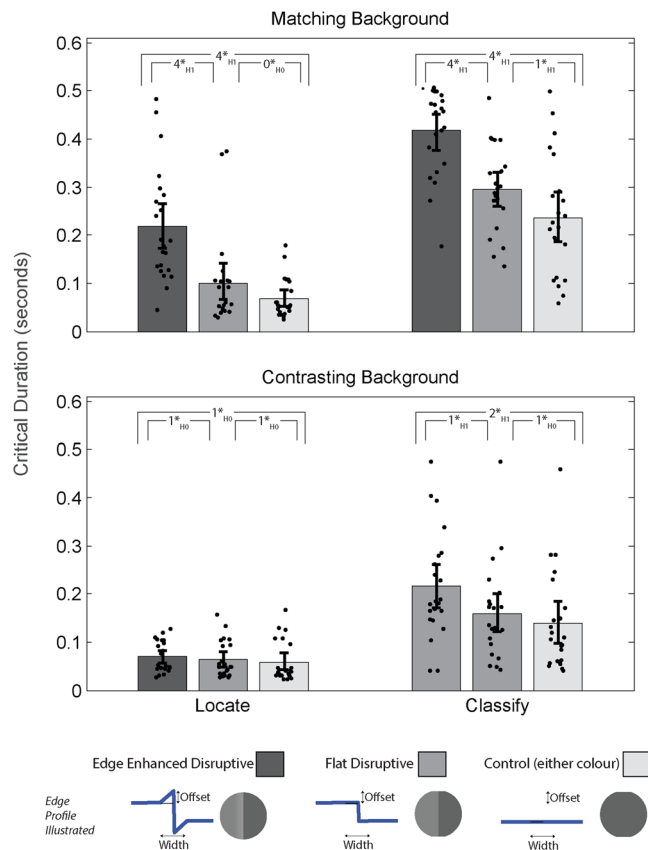 Matching Background
0.6
0.5
0.4
0.3
0.2
0.1
0
4*H1
4*H1
0*H0
4*H1
4*H1
1*H1
Critical Duration (seconds)
Contrasting Background
0.6
0.5
0.4
0.3
0.2
0.1
0
1*H0
1*H0
1*H0
2*H1
1*H1
1*H0
Locate Classify
Edge Enhanced Disruptive Flat Disruptive Control (either colour)
Edge
Profile
Illustrated
Offset
Width
Offset
Width
Offset
Width